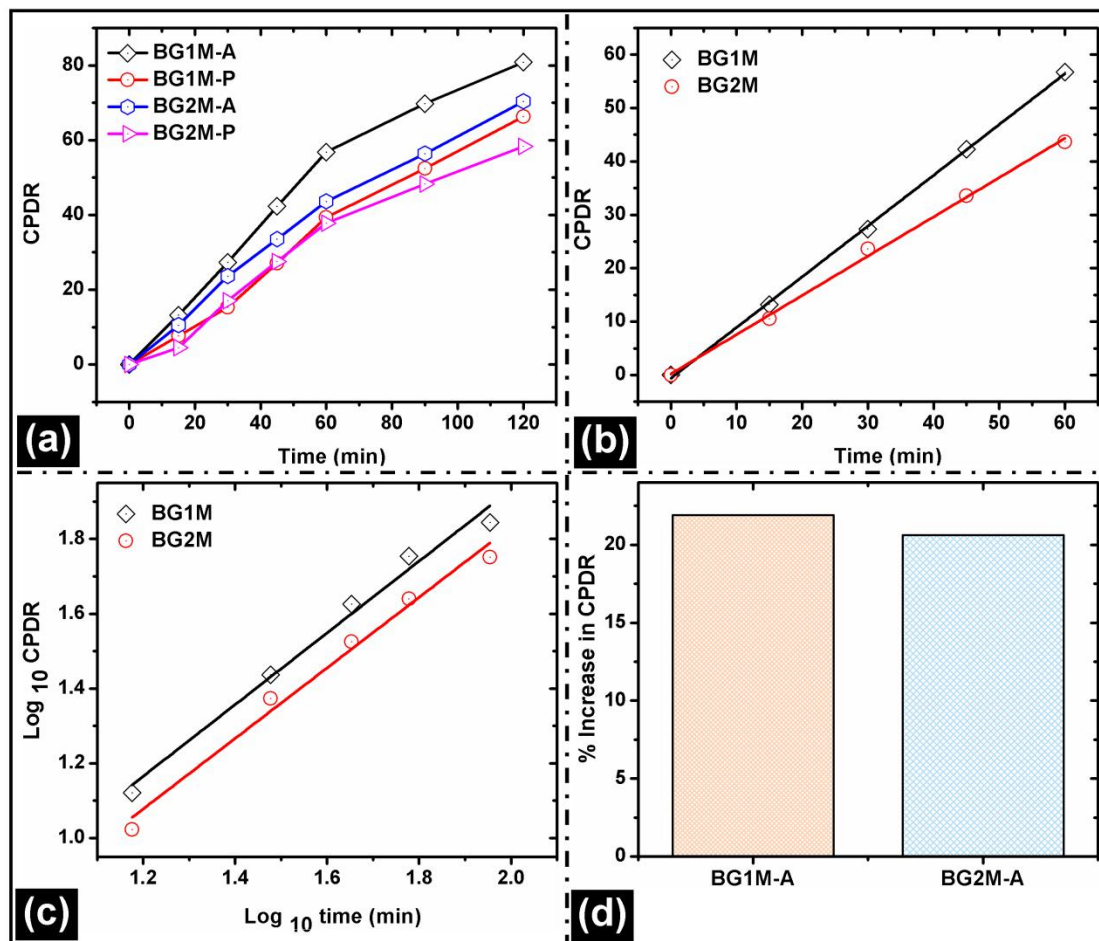 BG1M-A
BG1M-P
BG2M-A
BG2M-P
CPDR
80
60
40
20
0
0 20 40 60 80 100 120
Time (min)
(a)
BG1M
BG2M
CPDR
60
50
40
30
20
10
0
0 10 20 30 40 50 60
Time (min)
(b)
BG1M
BG2M
Log 10 CPDR
1.8
1.6
1.4
1.2
1.0
1.2 1.4 1.6 1.8 2.0
Log 10 time (min)
(c)
% Increase in CPDR
20
15
10
5
0
BG1M-A BG2M-A
(d)